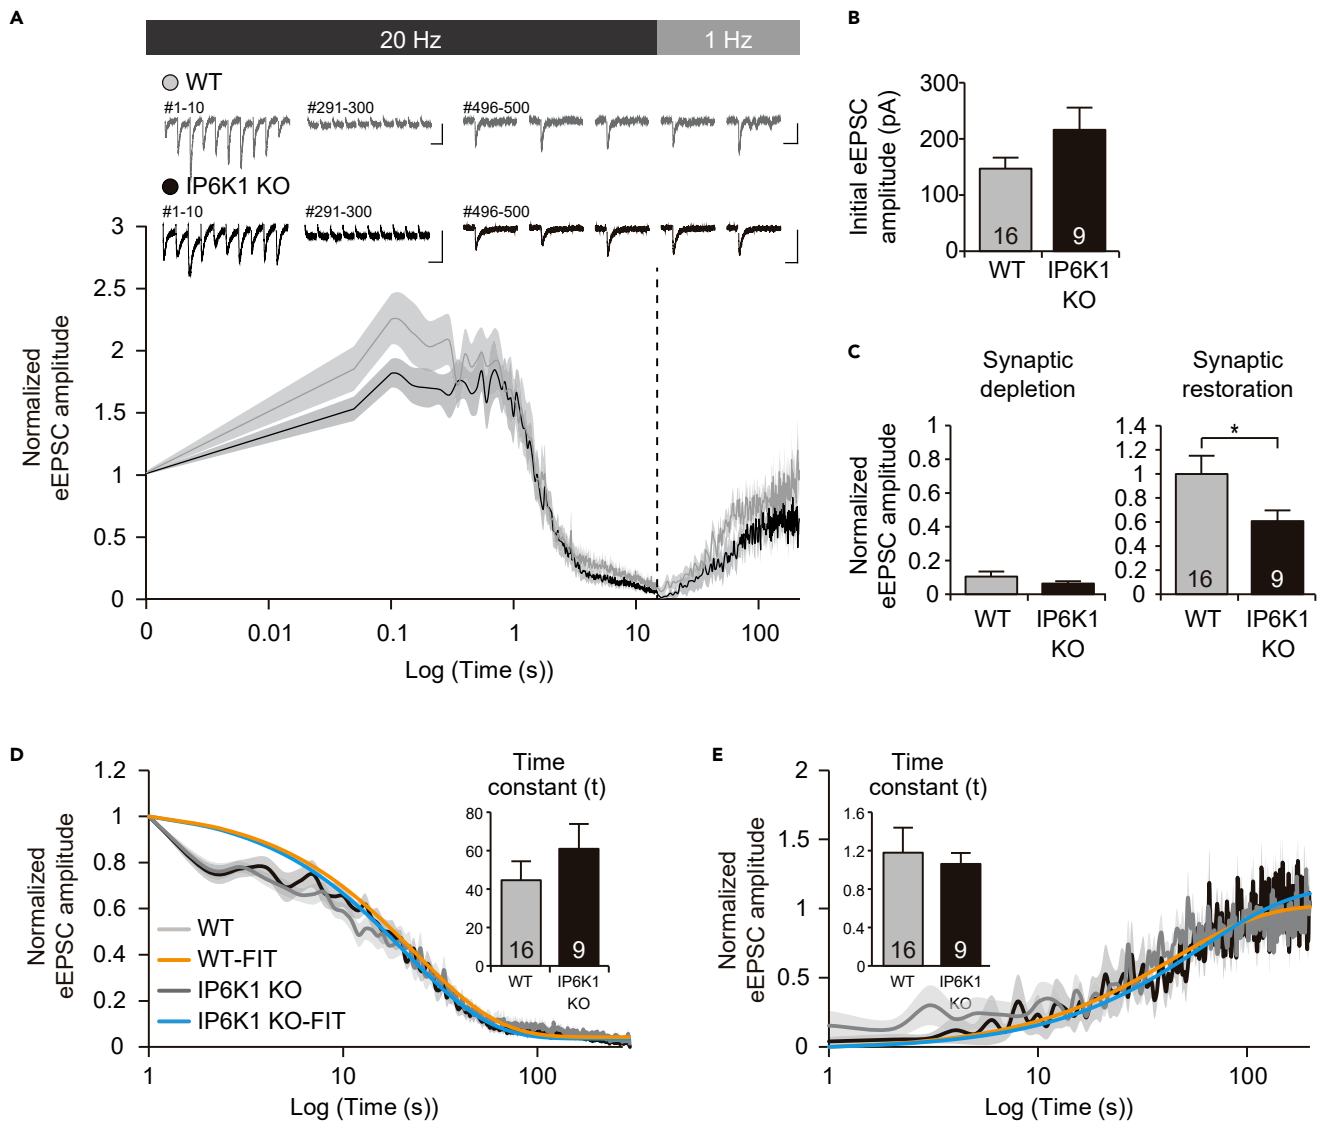 A
20 Hz
1 Hz
WT
#1-10
#291-300
#496-500
IP6K1 KO
#1-10
#291-300
#496-500
3
2.5
2
1.5
1
0.5
0
Normalized
eEPSC amplitude
0
0.01
0.1
1
10
100
Log (Time (s))
B
300
200
100
0
Initial eEPSC
amplitude (pA)
16
9
WT
IP6K1
KO
C
Synaptic
depletion
1
0.8
0.6
0.4
0.2
0
Normalized
eEPSC amplitude
WT
IP6K1
KO
Synaptic
restoration
1.4
1.2
1
0.8
0.6
0.4
0.2
0
*
16
9
WT
IP6K1
KO
D
1.2
1
0.8
0.6
0.4
0.2
0
Normalized
eEPSC amplitude
WT
WT-FIT
IP6K1 KO
IP6K1 KO-FIT
Time
constant (t)
80
60
40
20
0
16
9
WT
IP6K1
KO
1
10
100
Log (Time (s))
E
2
1.5
1
0.5
0
Normalized
eEPSC amplitude
Time
constant (t)
1.6
1.2
0.8
0.4
0
16
9
WT
IP6K1
KO
1
10
100
Log (Time (s))